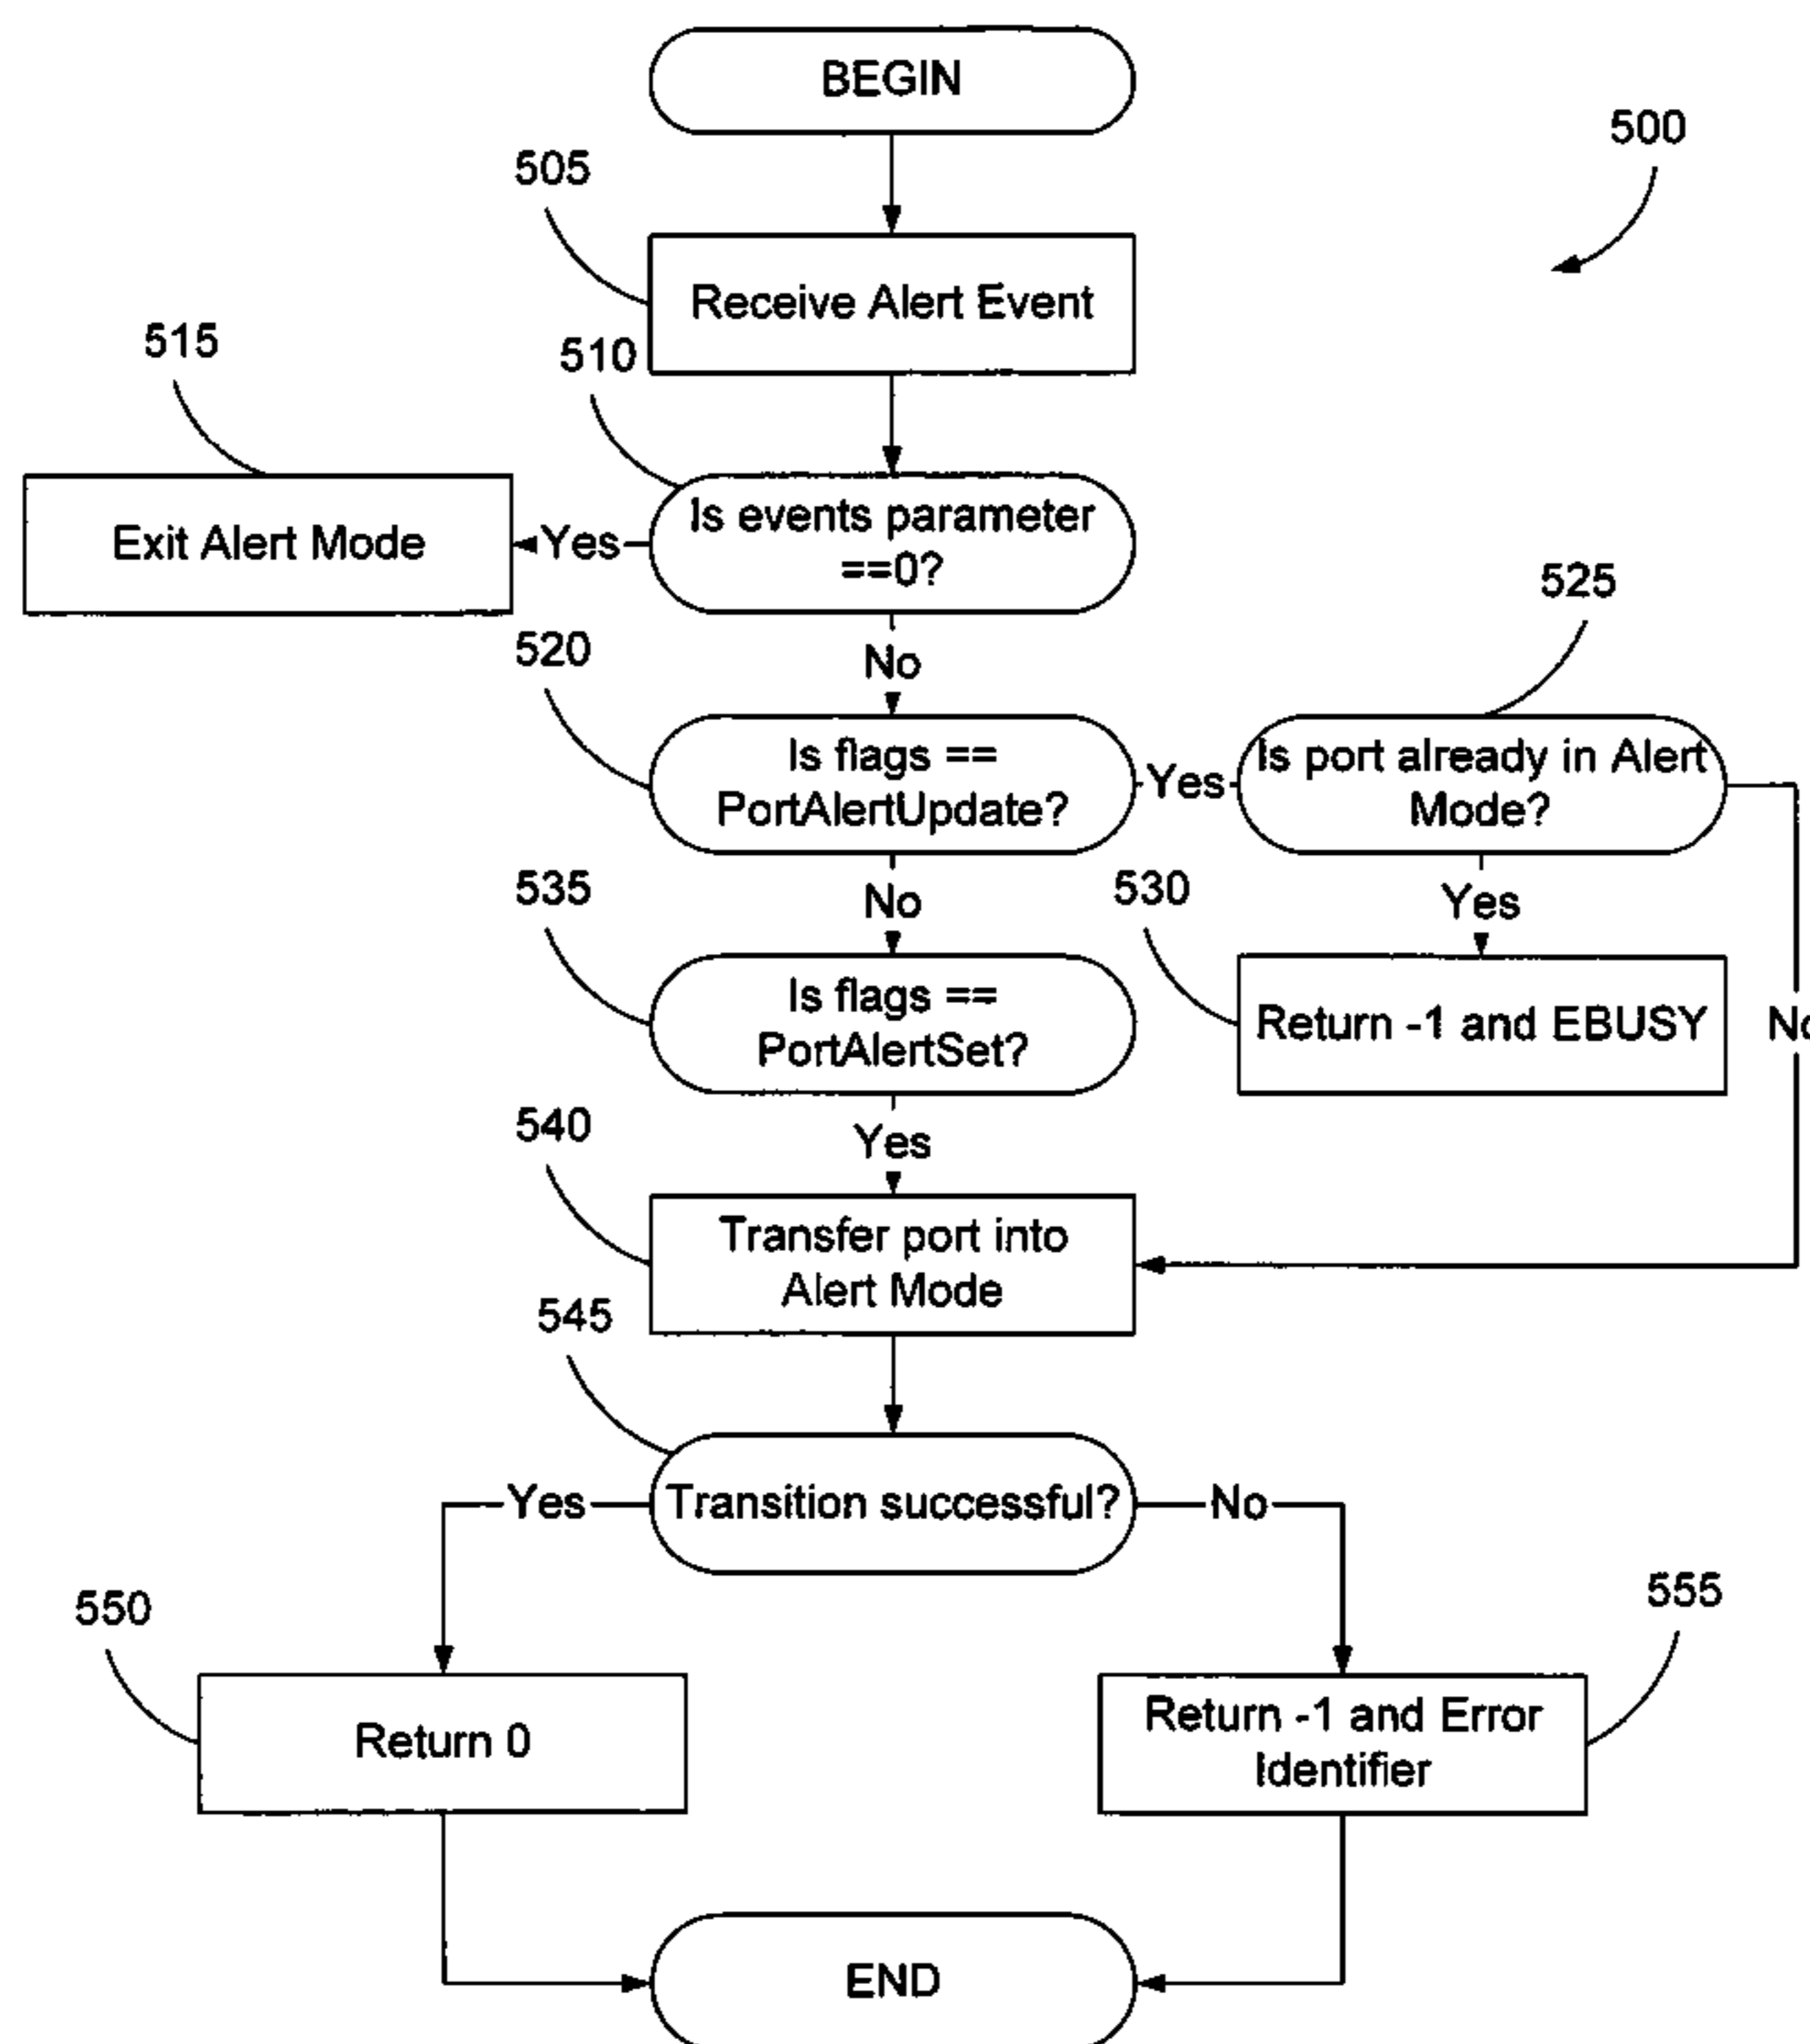 BEGIN
500
505
Receive Alert Event
515
510
Exit Alert Mode
Yes
Is events parameter
==0?
525
520
No
Is flags ==
PortAlertUpdate?
Yes
Is port already in Alert
Mode?
535
No
530
Yes
Is flags ==
PortAlertSet?
Return -1 and EBUSY
No
540
Yes
Transfer port into
Alert Mode
545
Yes
Transition successful?
No
550
555
Return 0
Return -1 and Error
Identifier
END